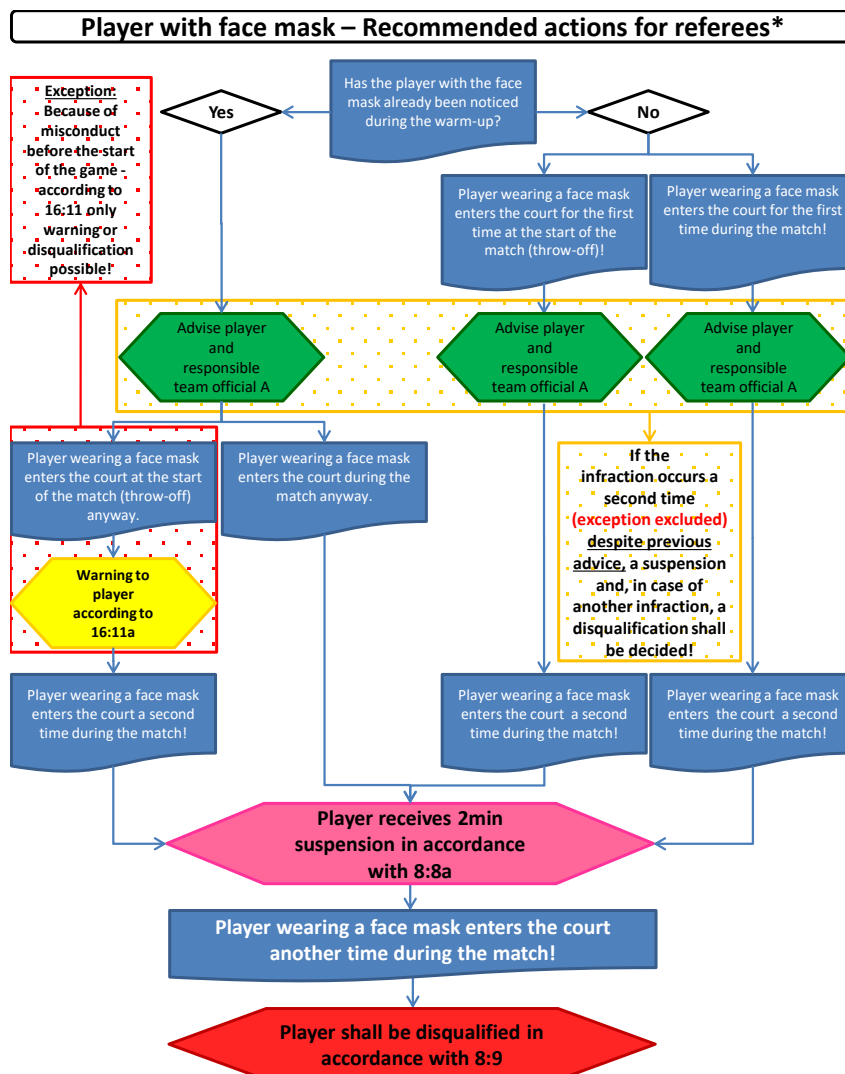 Player with face mask – Recommended actions for referees*
Exception:
Because of
misconduct
before the start
of the game -
according to
16:11 only
warning or
disqualification
possible!
Yes
Has the player with the face
mask already been noticed
during the warm-up?
No
Player wearing a face mask
enters the court for the first
time at the start of the
match (throw-off)!
Player wearing a face mask
enters the court for the first
time during the match!
Advise player
and
responsible
team official A
Advise player
and
responsible
team official A
Advise player
and
responsible
team official A
Player wearing a face mask
enters the court at the start
of the match (throw-off)
anyway.
Player wearing a face mask
enters the court during the
match anyway.
If the
infraction occurs a
second time
(exception excluded)
despite previous
advice, a suspension
and, in case of
another infraction, a
disqualification shall
be decided!
Warning to
player
according to
16:11a
Player wearing a face mask
enters the court a second
time during the match!
Player wearing a face mask
enters the court a second
time during the match!
Player wearing a face mask
enters the court a second
time during the match!
Player receives 2min
suspension in accordance
with 8:8a
Player wearing a face mask enters the court
another time during the match!
Player shall be disqualified in
accordance with 8:9